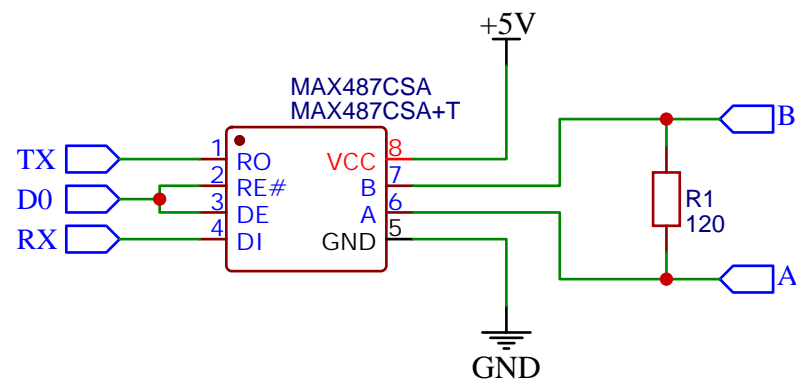 +5V
MAX487CSA
MAX487CSA+T
B
TX
1
RO
VCC
8
D0
2
RE#
B
7
3
DE
A
6
R1
120
RX
4
DI
GND
5
A
GND